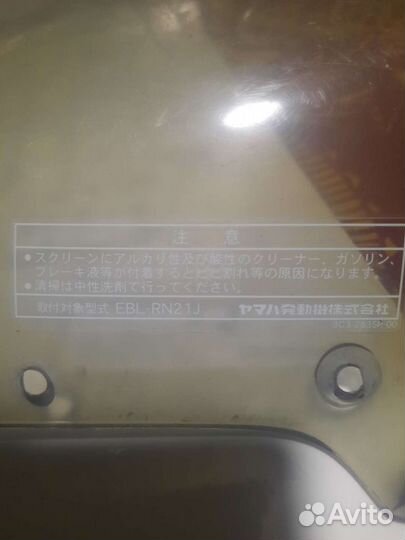 注　意
●スクリーンにアルカリ性及び酸性のクリーナー、ガソリン、
ブレーキ液等が付着するとヒビ割れ等の原因になります。
●清掃は中性洗剤で行ってください。
取付対象型式 EBL-RN21J ヤマハ発動機株式会社
Avito